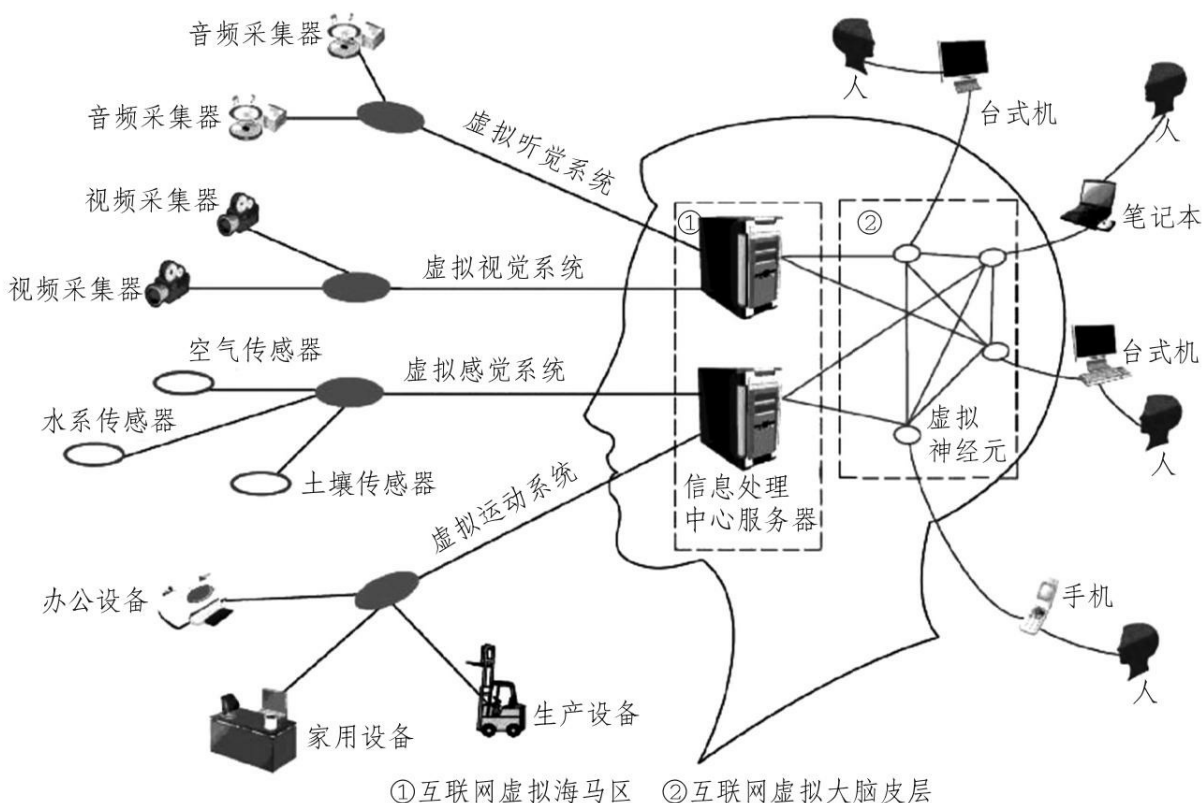 音频采集器
音频采集器
视频采集器
视频采集器
空气传感器
水系传感器
土壤传感器
办公设备
家用设备
生产设备
虚拟听觉系统
虚拟视觉系统
虚拟感觉系统
虚拟运动系统
①
信息处理
中心服务器
②
虚拟
神经元
人
台式机
人
笔记本
台式机
人
手机
人
①互联网虚拟海马区 ②互联网虚拟大脑皮层